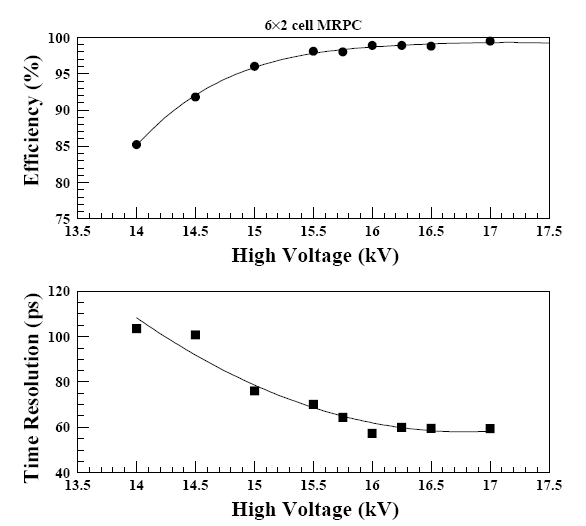 6×2 cell MRPC
100
95
90
85
80
75
Efficiency (%)
13.5 14 14.5 15 15.5 16 16.5 17 17.5
High Voltage (kV)
120
100
80
60
40
Time Resolution (ps)
13.5 14 14.5 15 15.5 16 16.5 17 17.5
High Voltage (kV)